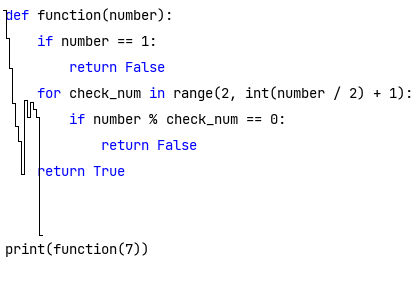 def function(number):
    if number == 1:
        return False
    for check_num in range(2, int(number / 2) + 1):
        if number % check_num == 0:
            return False
    return True
print(function(7))